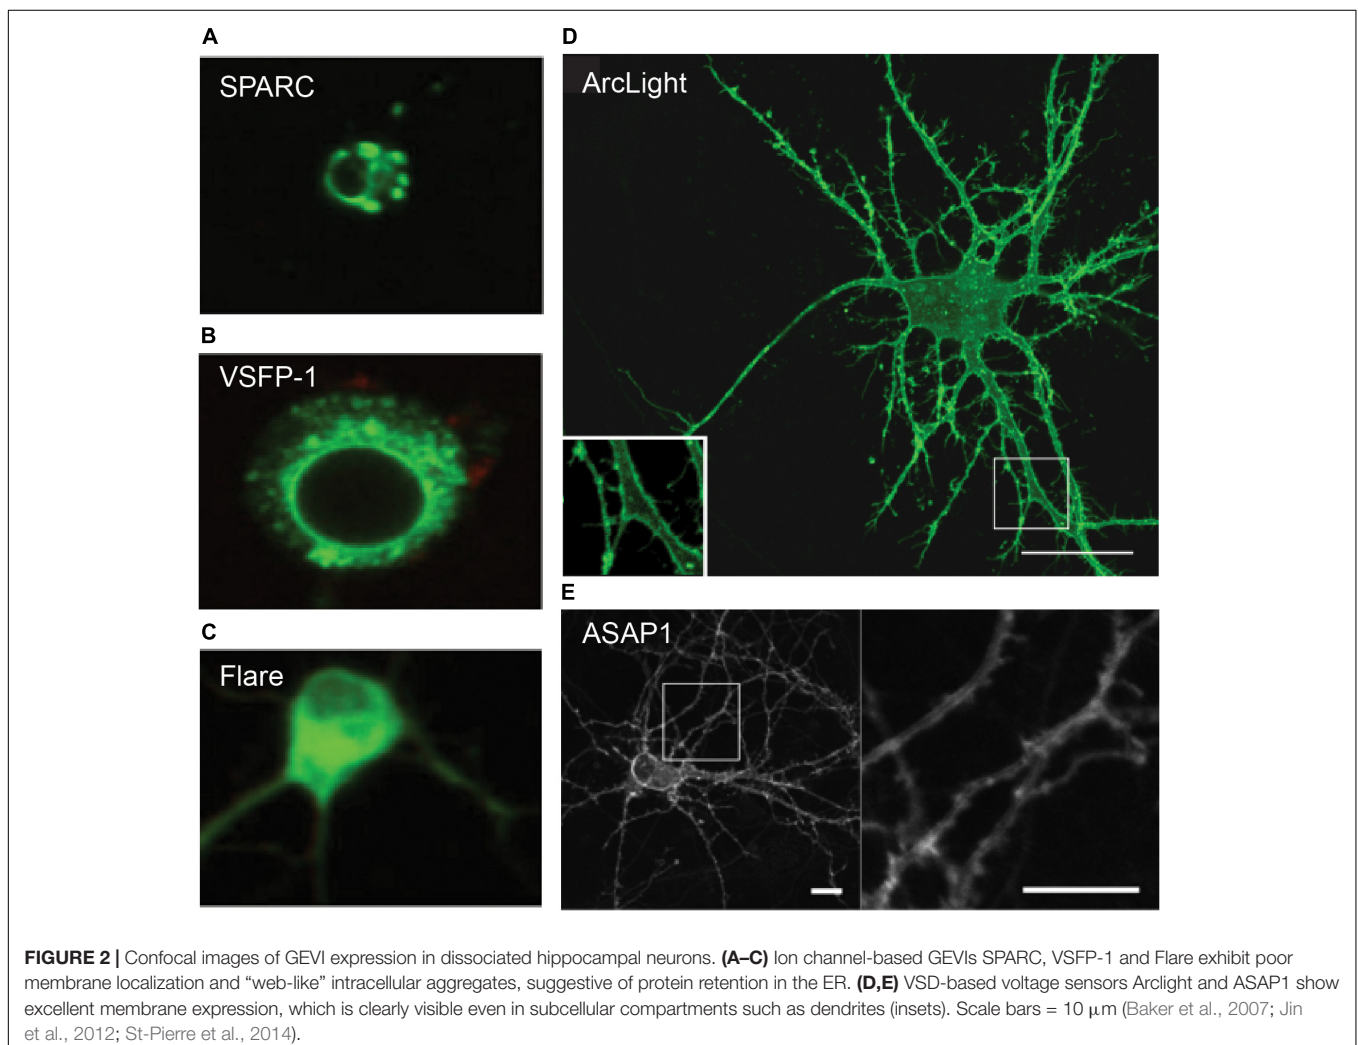 A
SPARC
B
VSFP-1
C
Flare
D
ArcLight
E
ASAP1
FIGURE 2 | Confocal images of GEVI expression in dissociated hippocampal neurons. (A–C) Ion channel-based GEVIs SPARC, VSFP-1 and Flare exhibit poor
membrane localization and “web-like” intracellular aggregates, suggestive of protein retention in the ER. (D,E) VSD-based voltage sensors Arclight and ASAP1 show
excellent membrane expression, which is clearly visible even in subcellular compartments such as dendrites (insets). Scale bars = 10 μm (Baker et al., 2007; Jin
et al., 2012; St-Pierre et al., 2014).